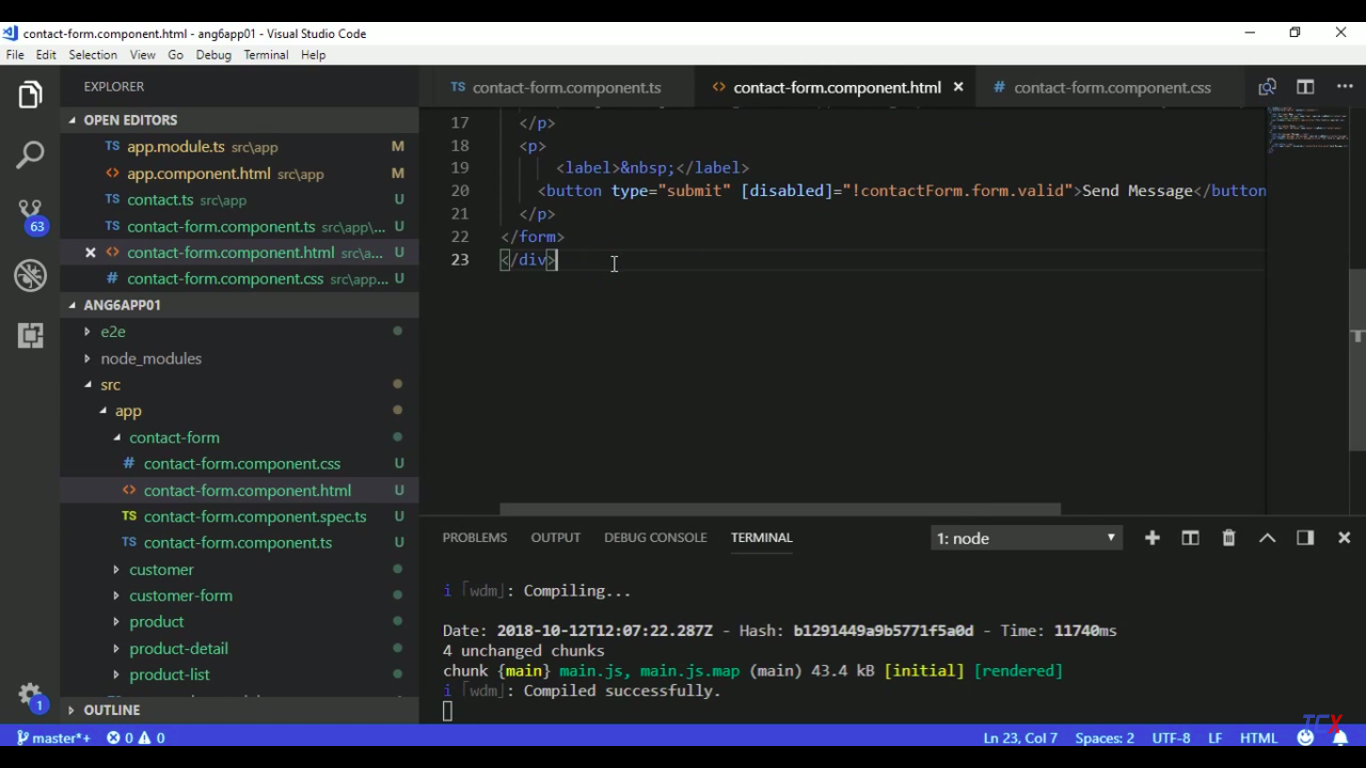 contact-form.component.html - ang6app01 - Visual Studio Code
File Edit Selection View Go Debug Terminal Help
EXPLORER
OPEN EDITORS
TS app.module.ts src\app M
<> app.component.html src\app M
TS contact.ts src\app U
TS contact-form.component.ts src\app\... U
<> contact-form.component.html src\a... U
# contact-form.component.css src\app... U
ANG6APP01
e2e
node_modules
src
app
contact-form
# contact-form.component.css U
<> contact-form.component.html U
TS contact-form.component.spec.ts U
TS contact-form.component.ts U
customer
customer-form
product
product-detail
product-list
OUTLINE
63
1
TS contact-form.component.ts <> contact-form.component.html # contact-form.component.css
17 </p>
18 <p>
19 <label>&nbsp;</label>
20 <button type="submit" [disabled]="!contactForm.form.valid">Send Message</button
21 </p>
22 </form>
23 </div>
PROBLEMS OUTPUT DEBUG CONSOLE TERMINAL 1: node
i ｢wdm｣: Compiling...
Date: 2018-10-12T12:07:22.287Z - Hash: b1291449a9b5771f5a0d - Time: 11740ms
4 unchanged chunks
chunk {main} main.js, main.js.map (main) 43.4 kB [initial] [rendered]
i ｢wdm｣: Compiled successfully.
TCX
master*+ 0 0 Ln 23, Col 7 Spaces: 2 UTF-8 LF HTML